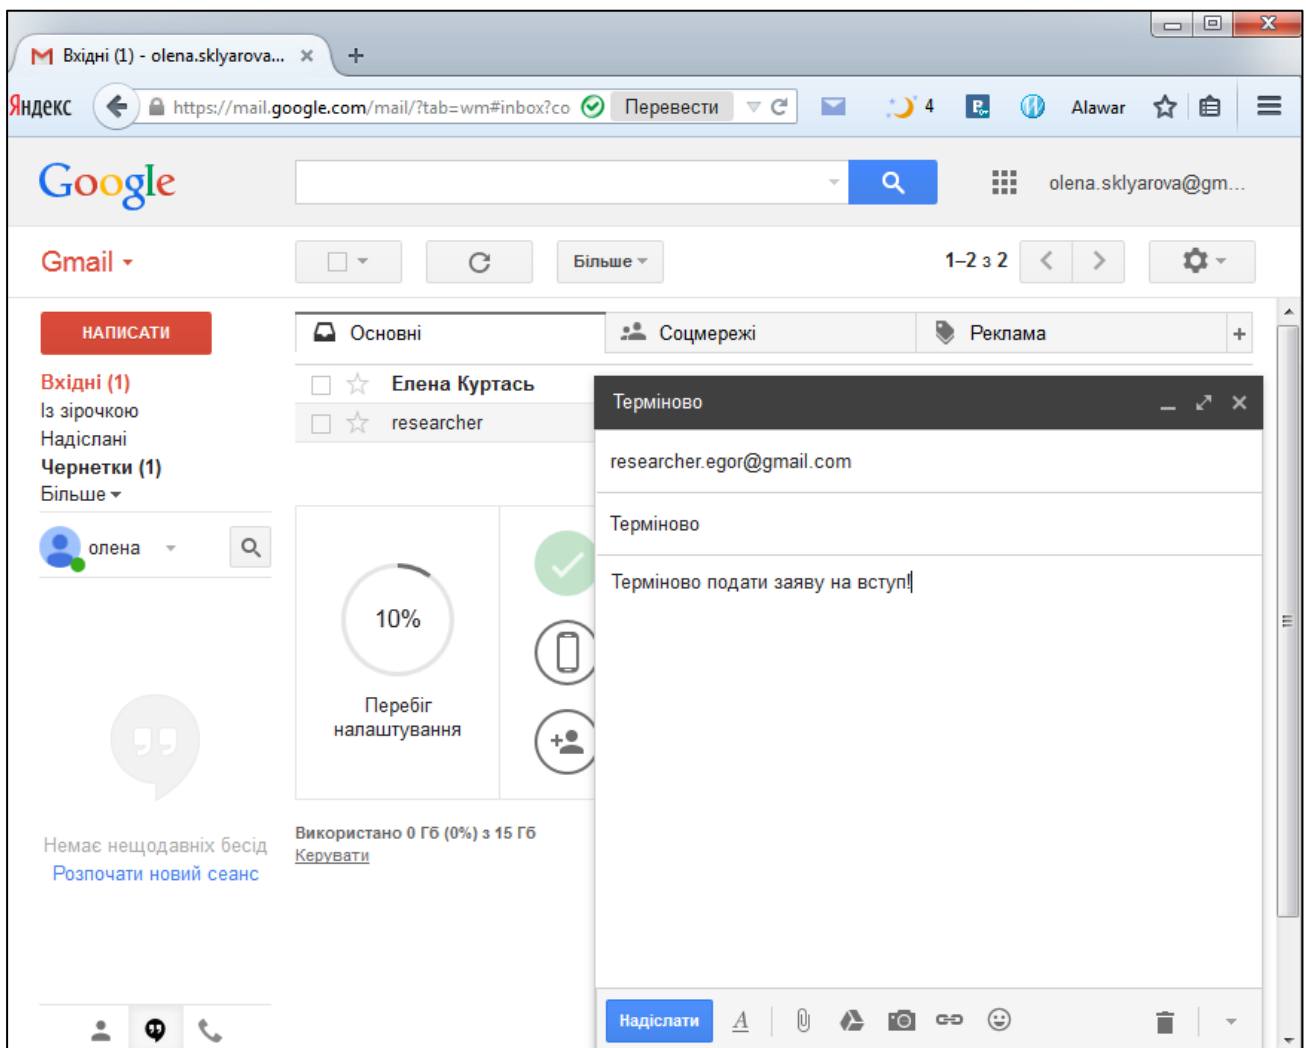 Вхідні (1) - olena.sklyarova...
Яндекс
https://mail.google.com/mail/?tab=wm#inbox?co
Перевести
4
Alawar
Google
olena.sklyarova@gm...
Gmail
Більше
1–2 з 2
НАПИСАТИ
Основні
Соцмережі
Реклама
Вхідні (1)
Із зірочкою
Надіслані
Чернетки (1)
Більше
Елена Куртась
researcher
олена
10%
Перебіг
налаштування
Використано 0 Гб (0%) з 15 Гб
Керувати
Немає нещодавніх бесід
Розпочати новий сеанс
Терміново
researcher.egor@gmail.com
Терміново
Терміново подати заяву на вступ!
Надіслати
A